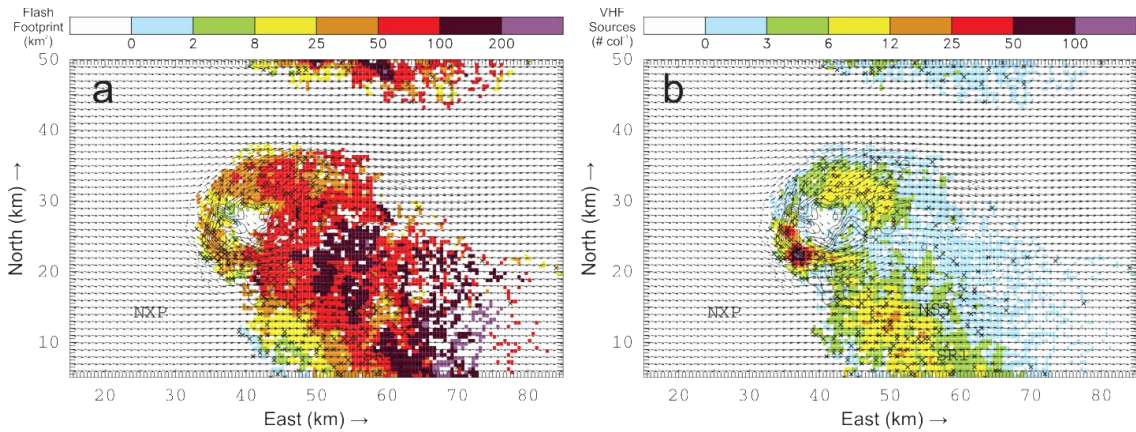 Flash
Footprint
(km²)
0 2 8 25 50 100 200
a
50
40
30
20
10
North (km) →
NXP
20 30 40 50 60 70 80
East (km) →
VHF
Sources
(# col⁻¹)
0 3 6 12 25 50 100
b
50
40
30
20
10
North (km) →
NXP
NS3
SR1
20 30 40 50 60 70 80
East (km) →